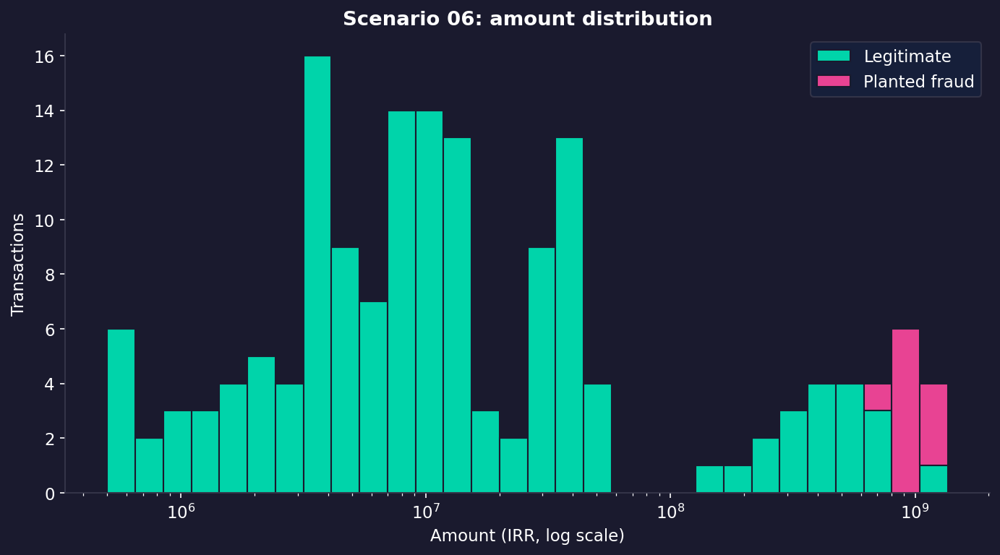 Scenario 06: amount distribution
Legitimate
Planted fraud
Transactions
16
14
12
10
8
6
4
2
0
10⁶
10⁷
10⁸
10⁹
Amount (IRR, log scale)